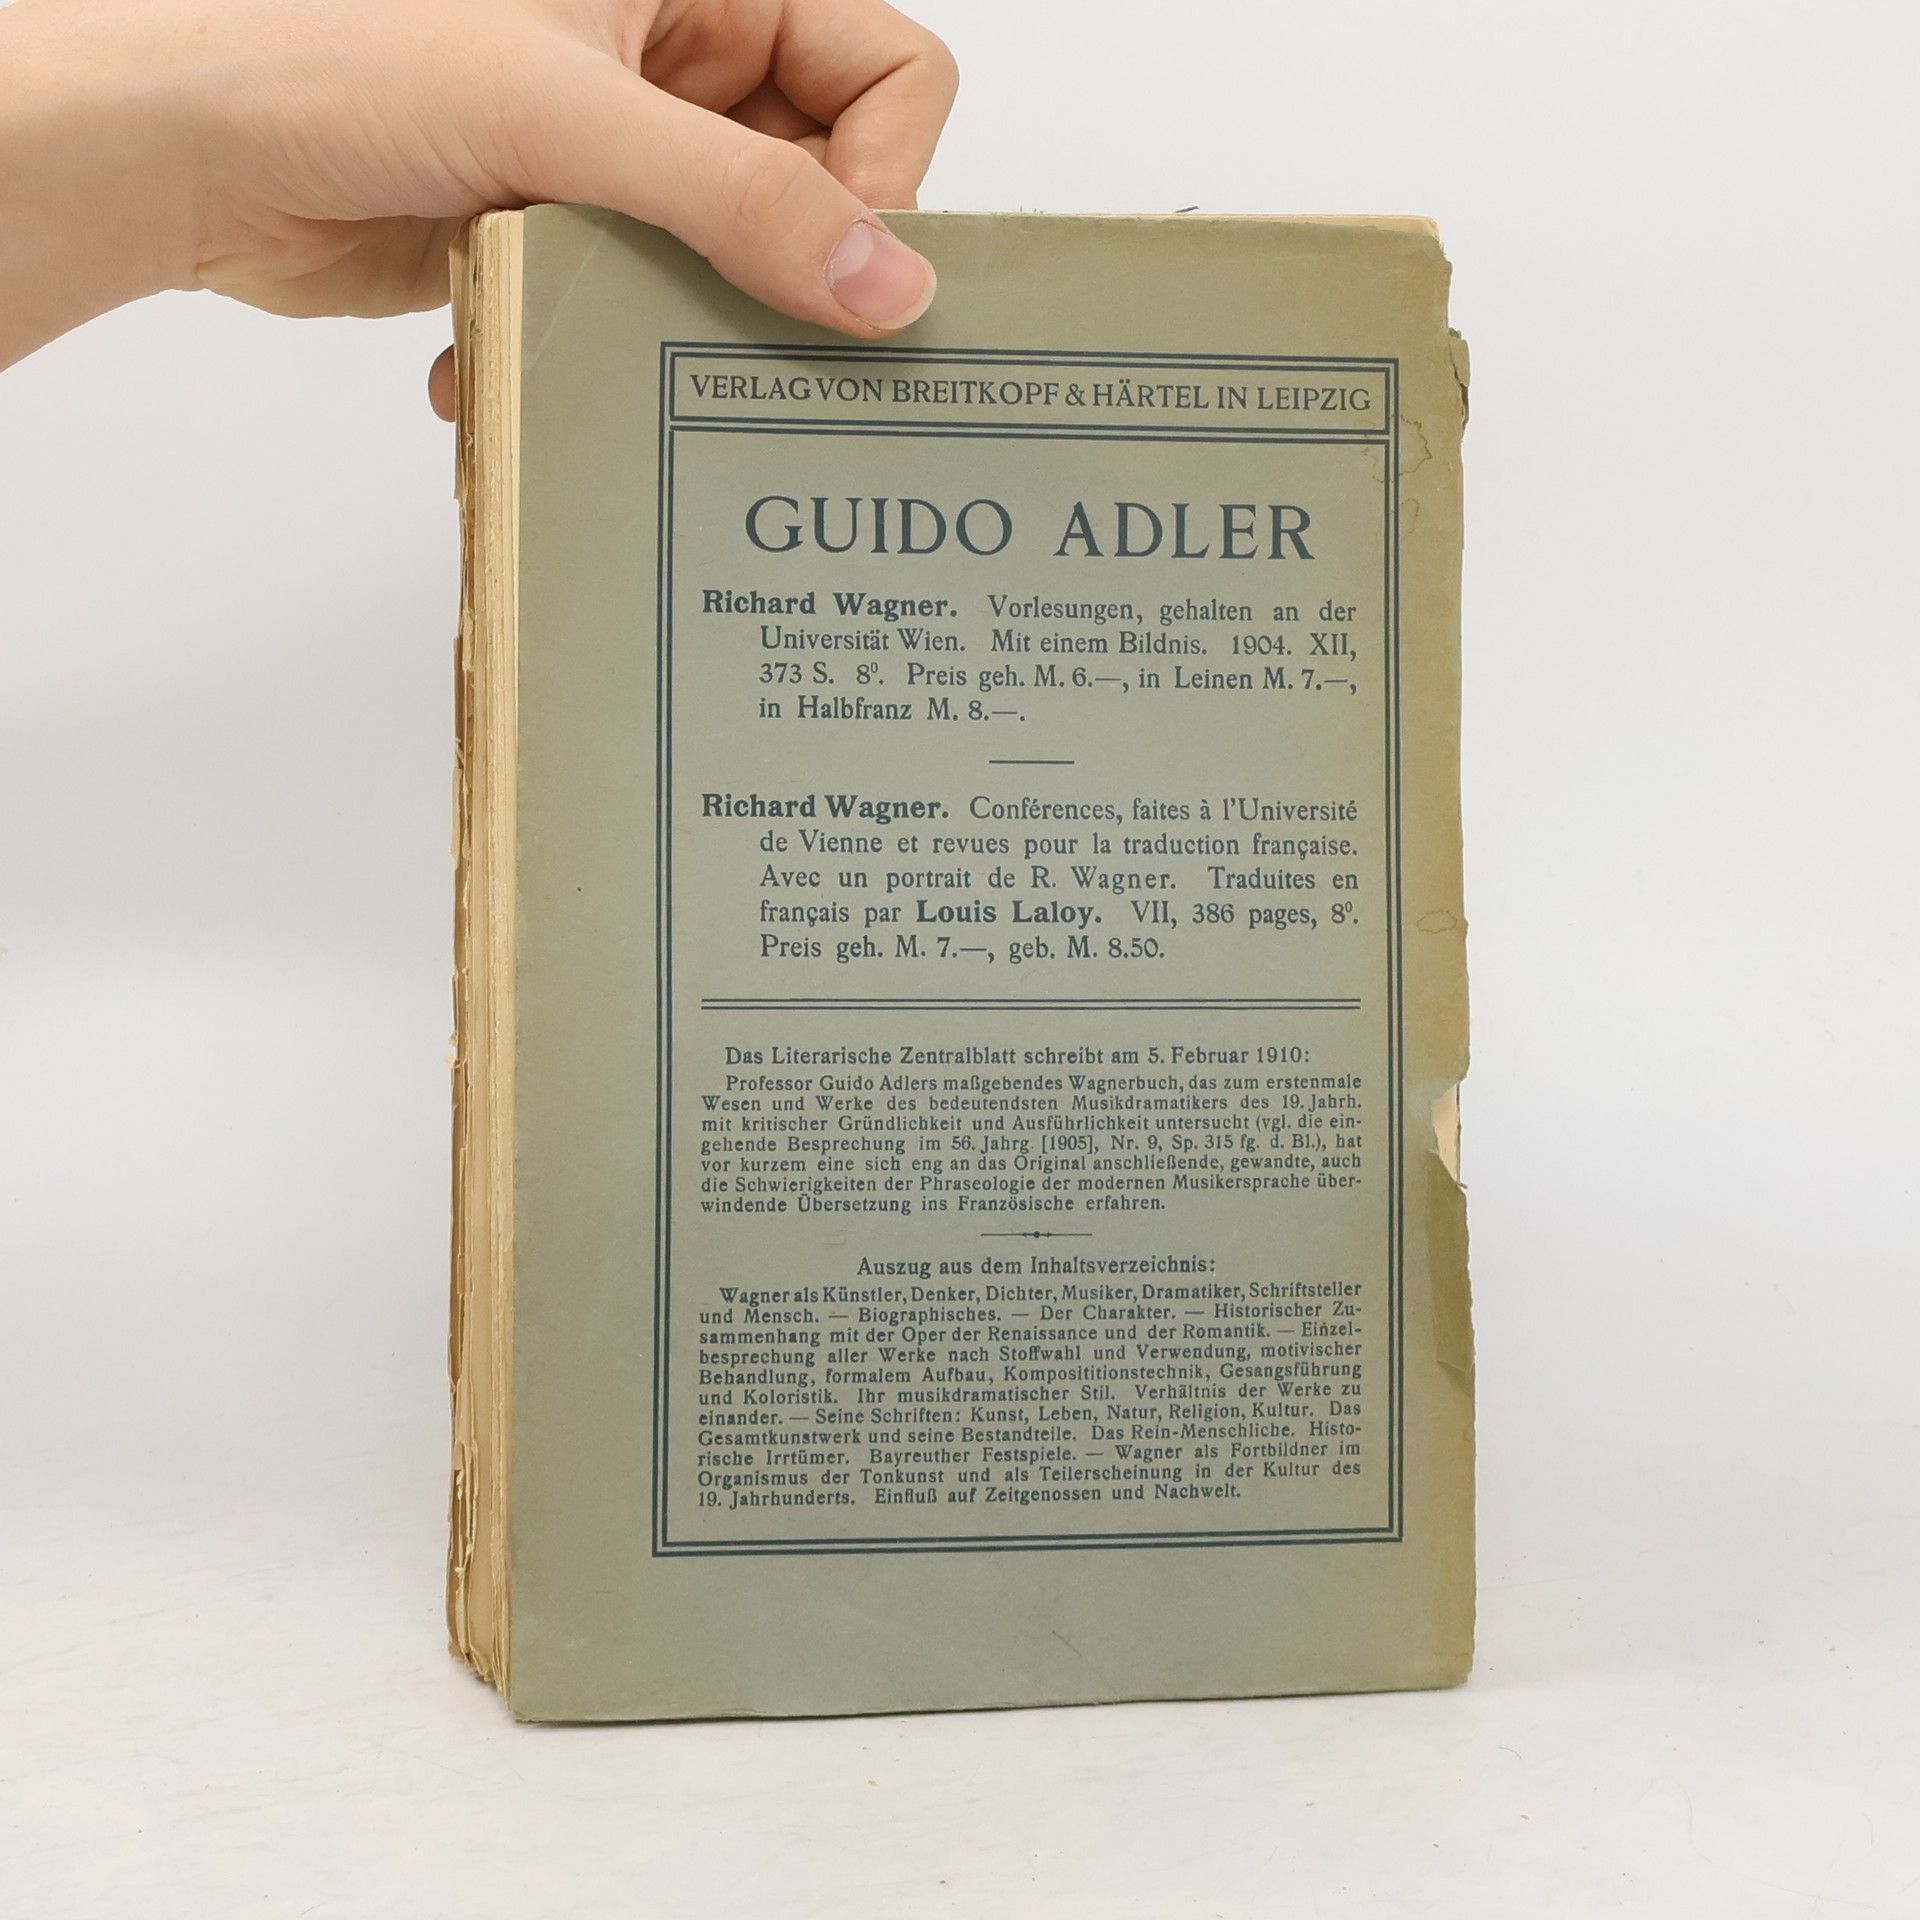 VERLAG VON BREITKOPF & HÄRTEL IN LEIPZIG
GUIDO ADLER
Richard Wagner. Vorlesungen, gehalten an der
Universität Wien. Mit einem Bildnis. 1904. XII,
373 S. 8⁰. Preis geh. M. 6.—, in Leinen M. 7.—,
in Halbfranz M. 8.—.
Richard Wagner. Conférences, faites à l'Université
de Vienne et revues pour la traduction française.
Avec un portrait de R. Wagner. Traduites en
français par Louis Laloy. VII, 386 pages, 8⁰.
Preis geh. M. 7.—, geb. M. 8.50.
Das Literarische Zentralblatt schreibt am 5. Februar 1910:
Professor Guido Adlers maßgebendes Wagnerbuch, das zum erstenmale
Wesen und Werke des bedeutendsten Musikdramatikers des 19. Jahrh.
mit kritischer Gründlichkeit und Ausführlichkeit untersucht (vgl. die ein-
gehende Besprechung im 56. Jahrg. [1905], Nr. 9, Sp. 315 fg. d. Bl.), hat
vor kurzem eine sich eng an das Original anschließende, gewandte, auch
die Schwierigkeiten der Phraseologie der modernen Musikersprache über-
windende Übersetzung ins Französische erfahren.
Auszug aus dem Inhaltsverzeichnis:
Wagner als Künstler, Denker, Dichter, Musiker, Dramatiker, Schriftsteller
und Mensch. — Biographisches. — Der Charakter. — Historischer Zu-
sammenhang mit der Oper der Renaissance und der Romantik. — Einzel-
besprechung aller Werke nach Stoffwahl und Verwendung, motivischer
Behandlung, formalem Aufbau, Komposititionstechnik, Gesangsführung
und Koloristik. Ihr musikdramatischer Stil. Verhältnis der Werke zu
einander. — Seine Schriften: Kunst, Leben, Natur, Religion, Kultur. Das
Gesamtkunstwerk und seine Bestandteile. Das Rein-Menschliche. Histo-
rische Irrtümer. Bayreuther Festspiele. — Wagner als Fortbildner im
Organismus der Tonkunst und als Teilerscheinung in der Kultur des
19. Jahrhunderts. Einfluß auf Zeitgenossen und Nachwelt.